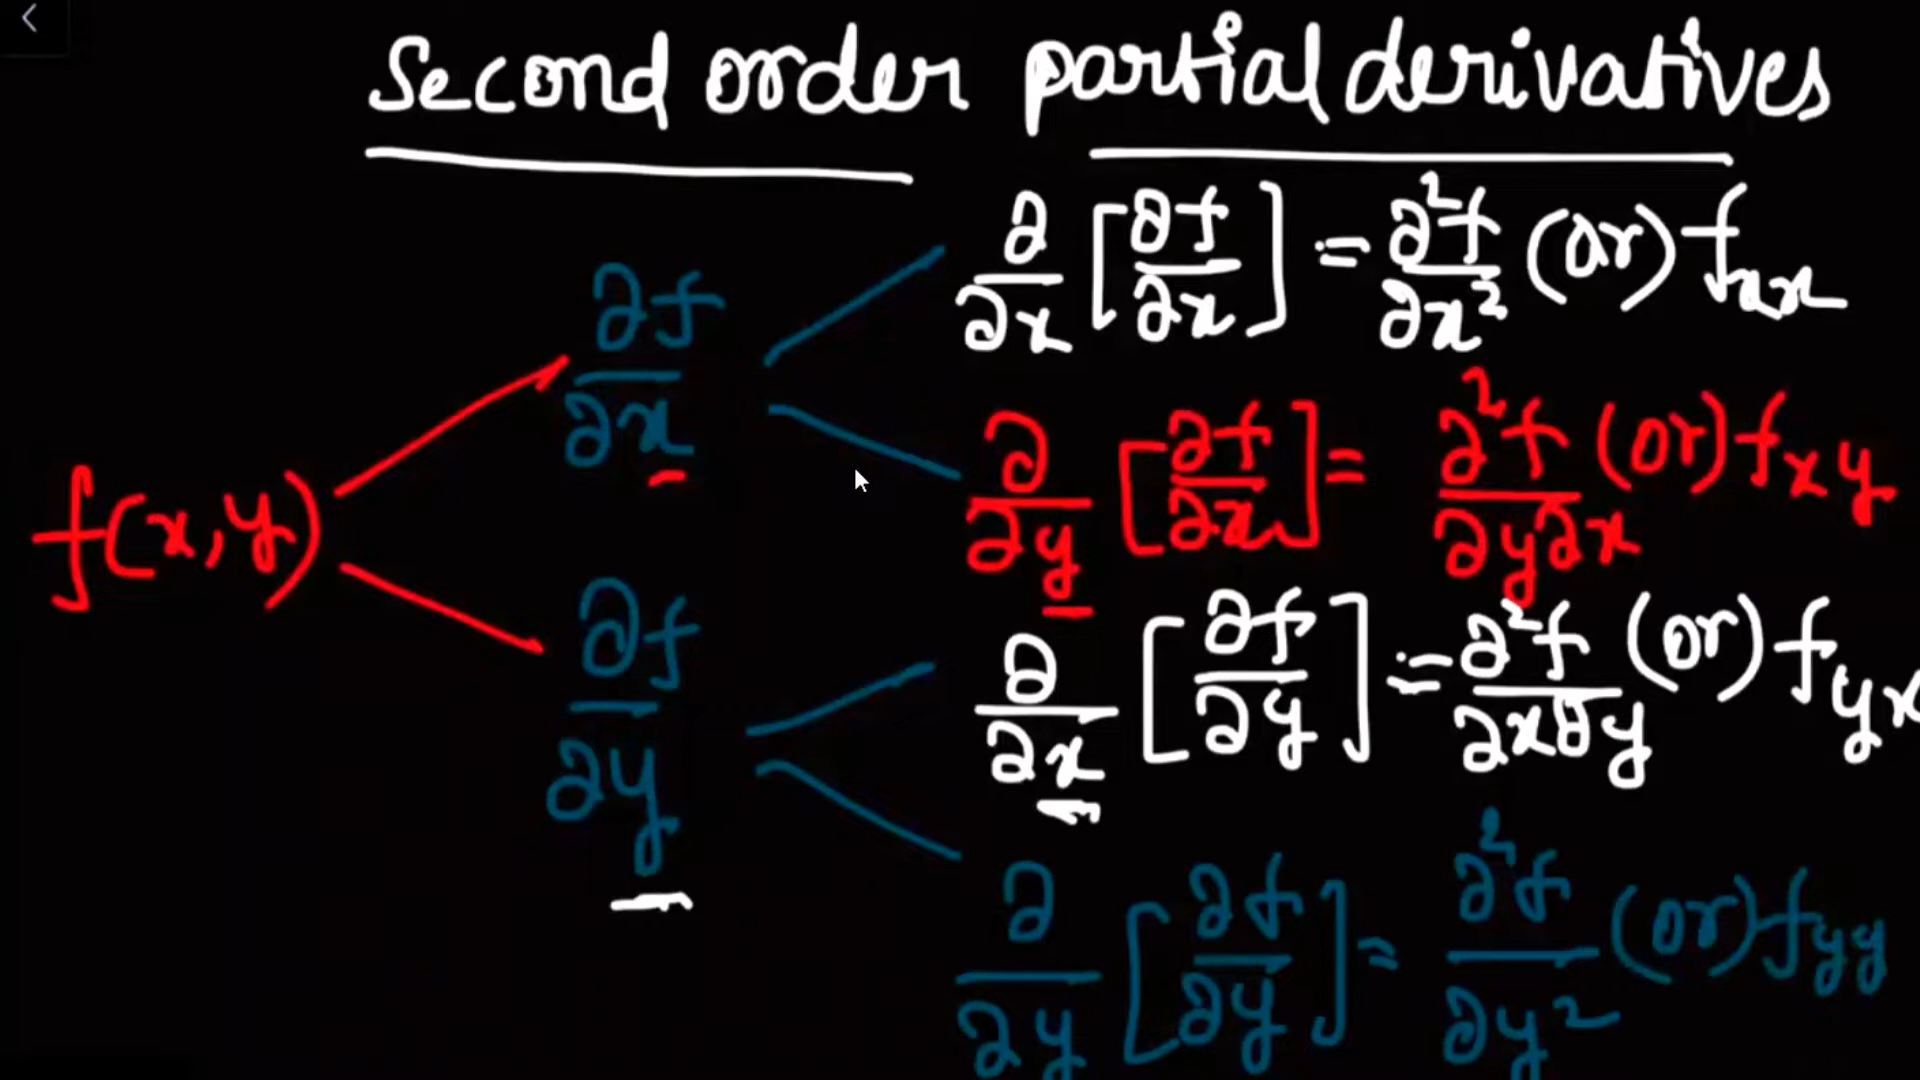 Second order partial derivatives
∂/∂x [∂f/∂x] = ∂²f/∂x² (or) fxx
∂f/∂x
∂/∂y [∂f/∂x] = ∂²f/∂y∂x (or) fxy
f(x,y)
∂/∂x [∂f/∂y] = ∂²f/∂x∂y (or) fyx
∂f/∂y
∂/∂y [∂f/∂y] = ∂²f/∂y² (or) fyy